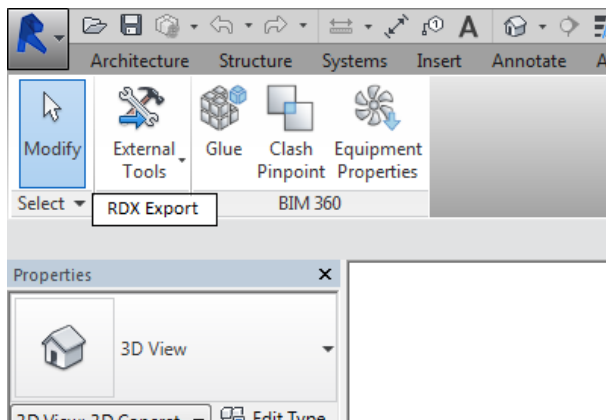 Architecture Structure Systems Insert Annotate A
Modify External Tools Glue Clash Pinpoint Equipment Properties
Select RDX Export BIM 360
Properties
3D View
Edit Type